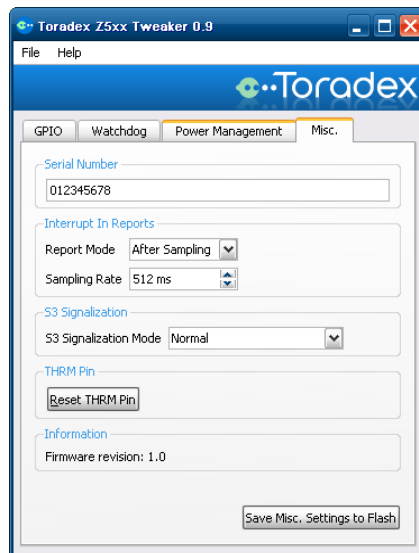 Toradex Z5xx Tweaker 0.9
File Help
Toradex
GPIO Watchdog Power Management Misc.
Serial Number
012345678
Interrupt In Reports
Report Mode After Sampling
Sampling Rate 512 ms
S3 Signalization
S3 Signalization Mode Normal
THRM Pin
Reset THRM Pin
Information
Firmware revision: 1.0
Save Misc. Settings to Flash